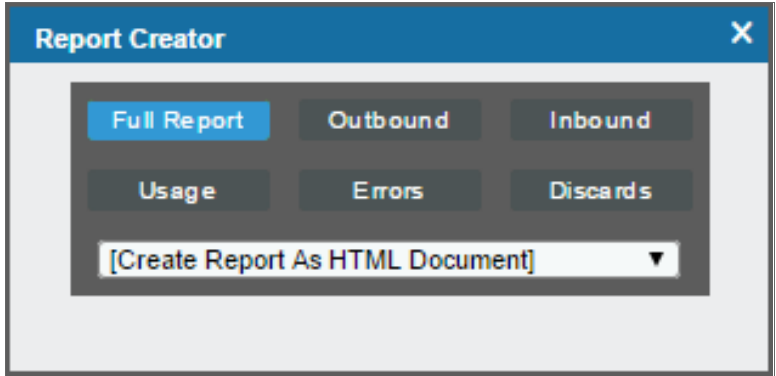 Report Creator
Full Report Outbound Inbound
Usage Errors Discards
[Create Report As HTML Document]